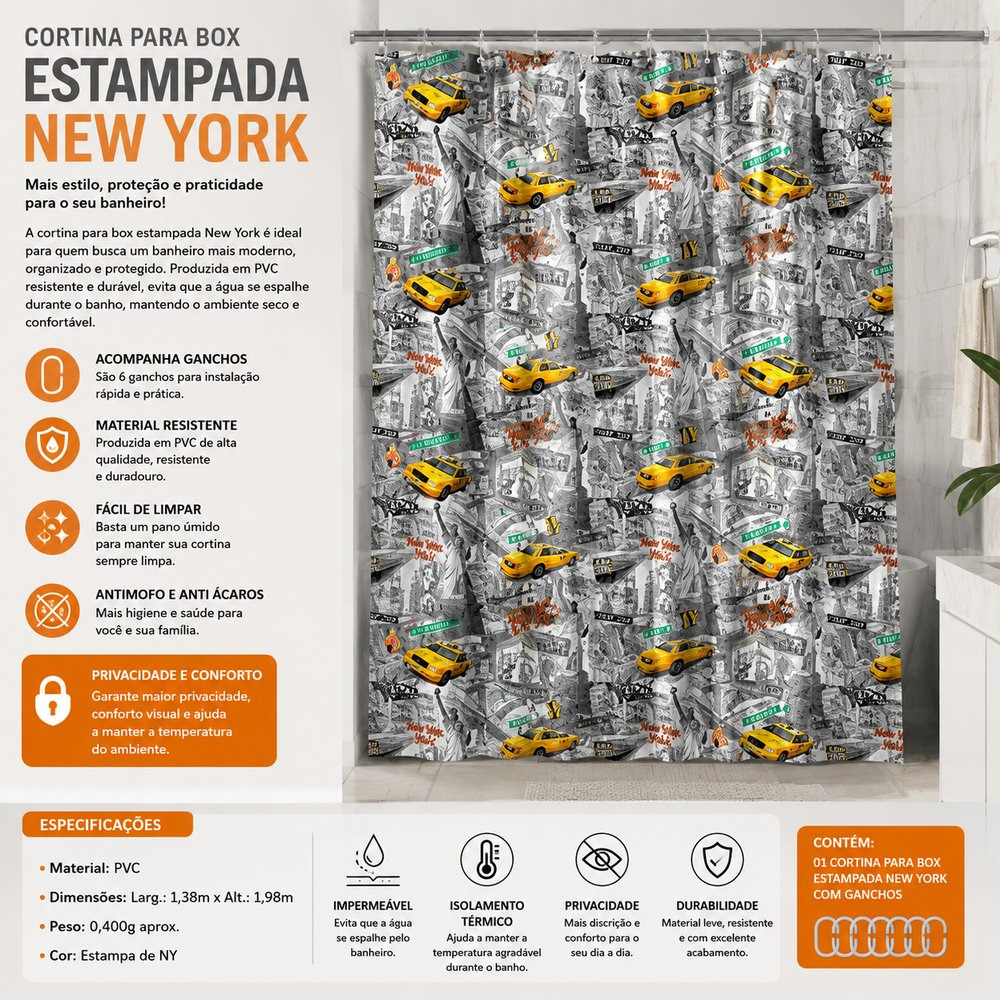 CORTINA PARA BOX
ESTAMPADA
NEW YORK
Mais estilo, proteção e praticidade
para o seu banheiro!
A cortina para box estampada New York é ideal
para quem busca um banheiro mais moderno,
organizado e protegido. Produzida em PVC
resistente e durável, evita que a água se espalhe
durante o banho, mantendo o ambiente seco e
confortável.
ACOMPANHA GANCHOS
São 6 ganchos para instalação
rápida e prática.
MATERIAL RESISTENTE
Produzida em PVC de alta
qualidade, resistente
e duradouro.
FÁCIL DE LIMPAR
Basta um pano úmido
para manter sua cortina
sempre limpa.
ANTIMOFO E ANTI ÁCAROS
Mais higiene e saúde para
você e sua família.
PRIVACIDADE E CONFORTO
Garante maior privacidade,
conforto visual e ajuda
a manter a temperatura
do ambiente.
New York
ESPECIFICAÇÕES
• Material: PVC
• Dimensões: Larg.: 1,38m x Alt.: 1,98m
• Peso: 0,400g aprox.
• Cor: Estampa de NY
IMPERMEÁVEL
Evita que a água
se espalhe pelo
banheiro.
ISOLAMENTO
TÉRMICO
Ajuda a manter a
temperatura agradável
durante o banho.
PRIVACIDADE
Mais discrição e
conforto para o
seu dia a dia.
DURABILIDADE
Material leve, resistente
e com excelente
acabamento.
CONTÉM:
01 CORTINA PARA BOX
ESTAMPADA NEW YORK
COM GANCHOS